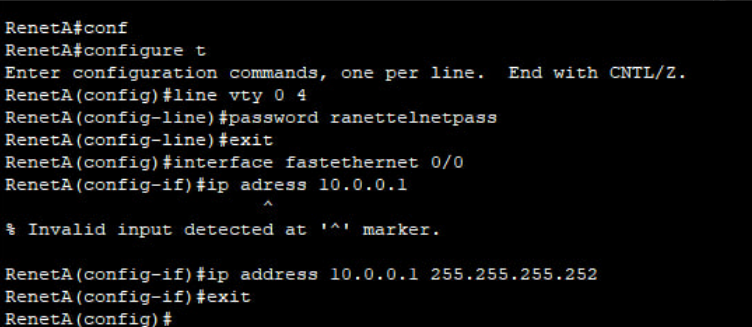 RenetA#conf
RenetA#configure t
Enter configuration commands, one per line.  End with CNTL/Z.
RenetA(config)#line vty 0 4
RenetA(config-line)#password ranettelnetpass
RenetA(config-line)#exit
RenetA(config)#interface fastethernet 0/0
RenetA(config-if)#ip adress 10.0.0.1
                       ^
% Invalid input detected at '^' marker.
RenetA(config-if)#ip address 10.0.0.1 255.255.255.252
RenetA(config-if)#exit
RenetA(config)#